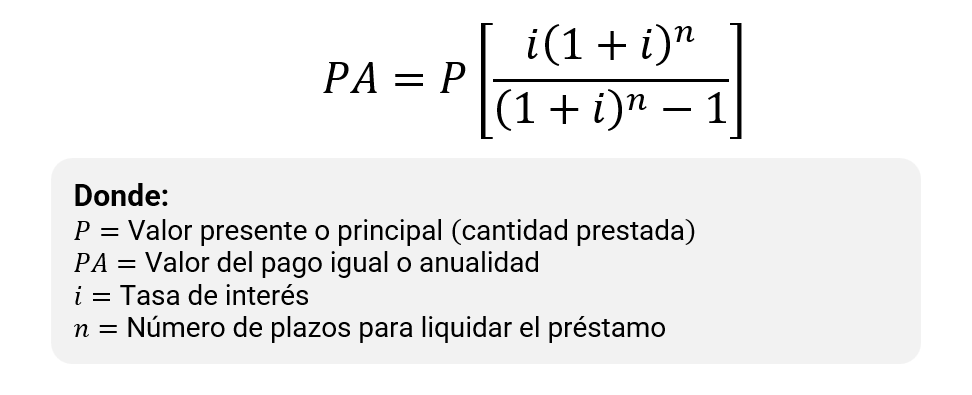 PA = P [ i(1 + i)^n / (1 + i)^n − 1 ]
Donde:
P = Valor presente o principal (cantidad prestada)
PA = Valor del pago igual o anualidad
i = Tasa de interés
n = Número de plazos para liquidar el préstamo